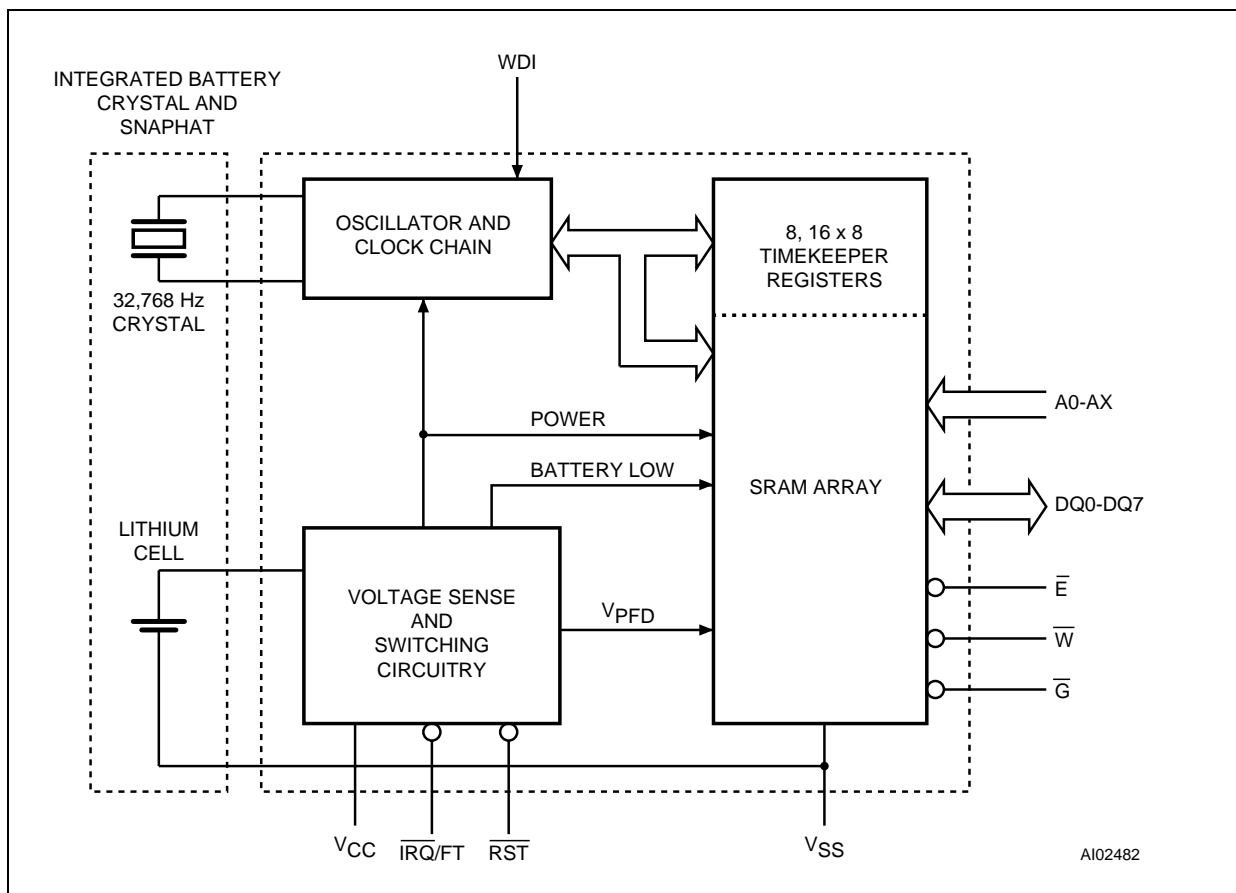 WDI
INTEGRATED BATTERY
CRYSTAL AND
SNAPHAT
OSCILLATOR AND
CLOCK CHAIN
8, 16 x 8
TIMEKEEPER
REGISTERS
32,768 Hz
CRYSTAL
A0-AX
POWER
BATTERY LOW
SRAM ARRAY
DQ0-DQ7
LITHIUM
CELL
VOLTAGE SENSE
AND
SWITCHING
CIRCUITRY
VPFD
E̅
W̅
G̅
VCC
I̅R̅Q̅/FT
R̅S̅T̅
VSS
AI02482